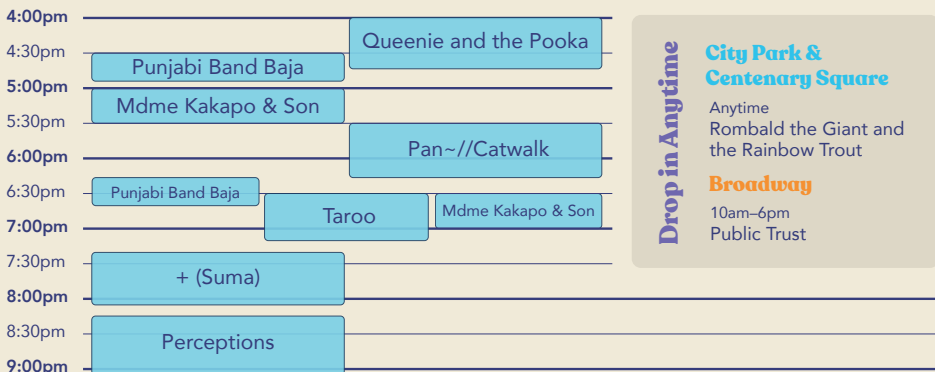 4:00pm
Queenie and the Pooka
4:30pm
Punjabi Band Baja
5:00pm
Mdme Kakapo & Son
5:30pm
Pan~//Catwalk
6:00pm
6:30pm
Punjabi Band Baja
Taroo
Mdme Kakapo & Son
7:00pm
7:30pm
+ (Suma)
8:00pm
8:30pm
Perceptions
9:00pm
Drop in Anytime
City Park &
Centenary Square
Anytime
Rombald the Giant and
the Rainbow Trout
Broadway
10am–6pm
Public Trust